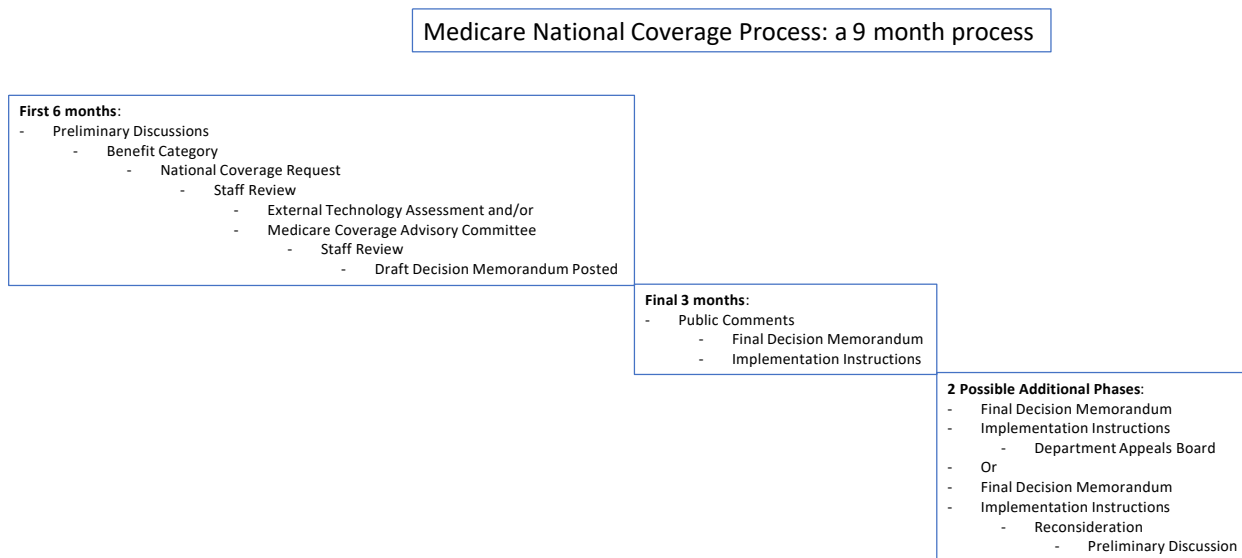 Medicare National Coverage Process: a 9 month process
First 6 months:
- Preliminary Discussions
- Benefit Category
- National Coverage Request
- Staff Review
- External Technology Assessment and/or
- Medicare Coverage Advisory Committee
- Staff Review
- Draft Decision Memorandum Posted
Final 3 months:
- Public Comments
- Final Decision Memorandum
- Implementation Instructions
2 Possible Additional Phases:
- Final Decision Memorandum
- Implementation Instructions
- Department Appeals Board
- Or
- Final Decision Memorandum
- Implementation Instructions
- Reconsideration
- Preliminary Discussion